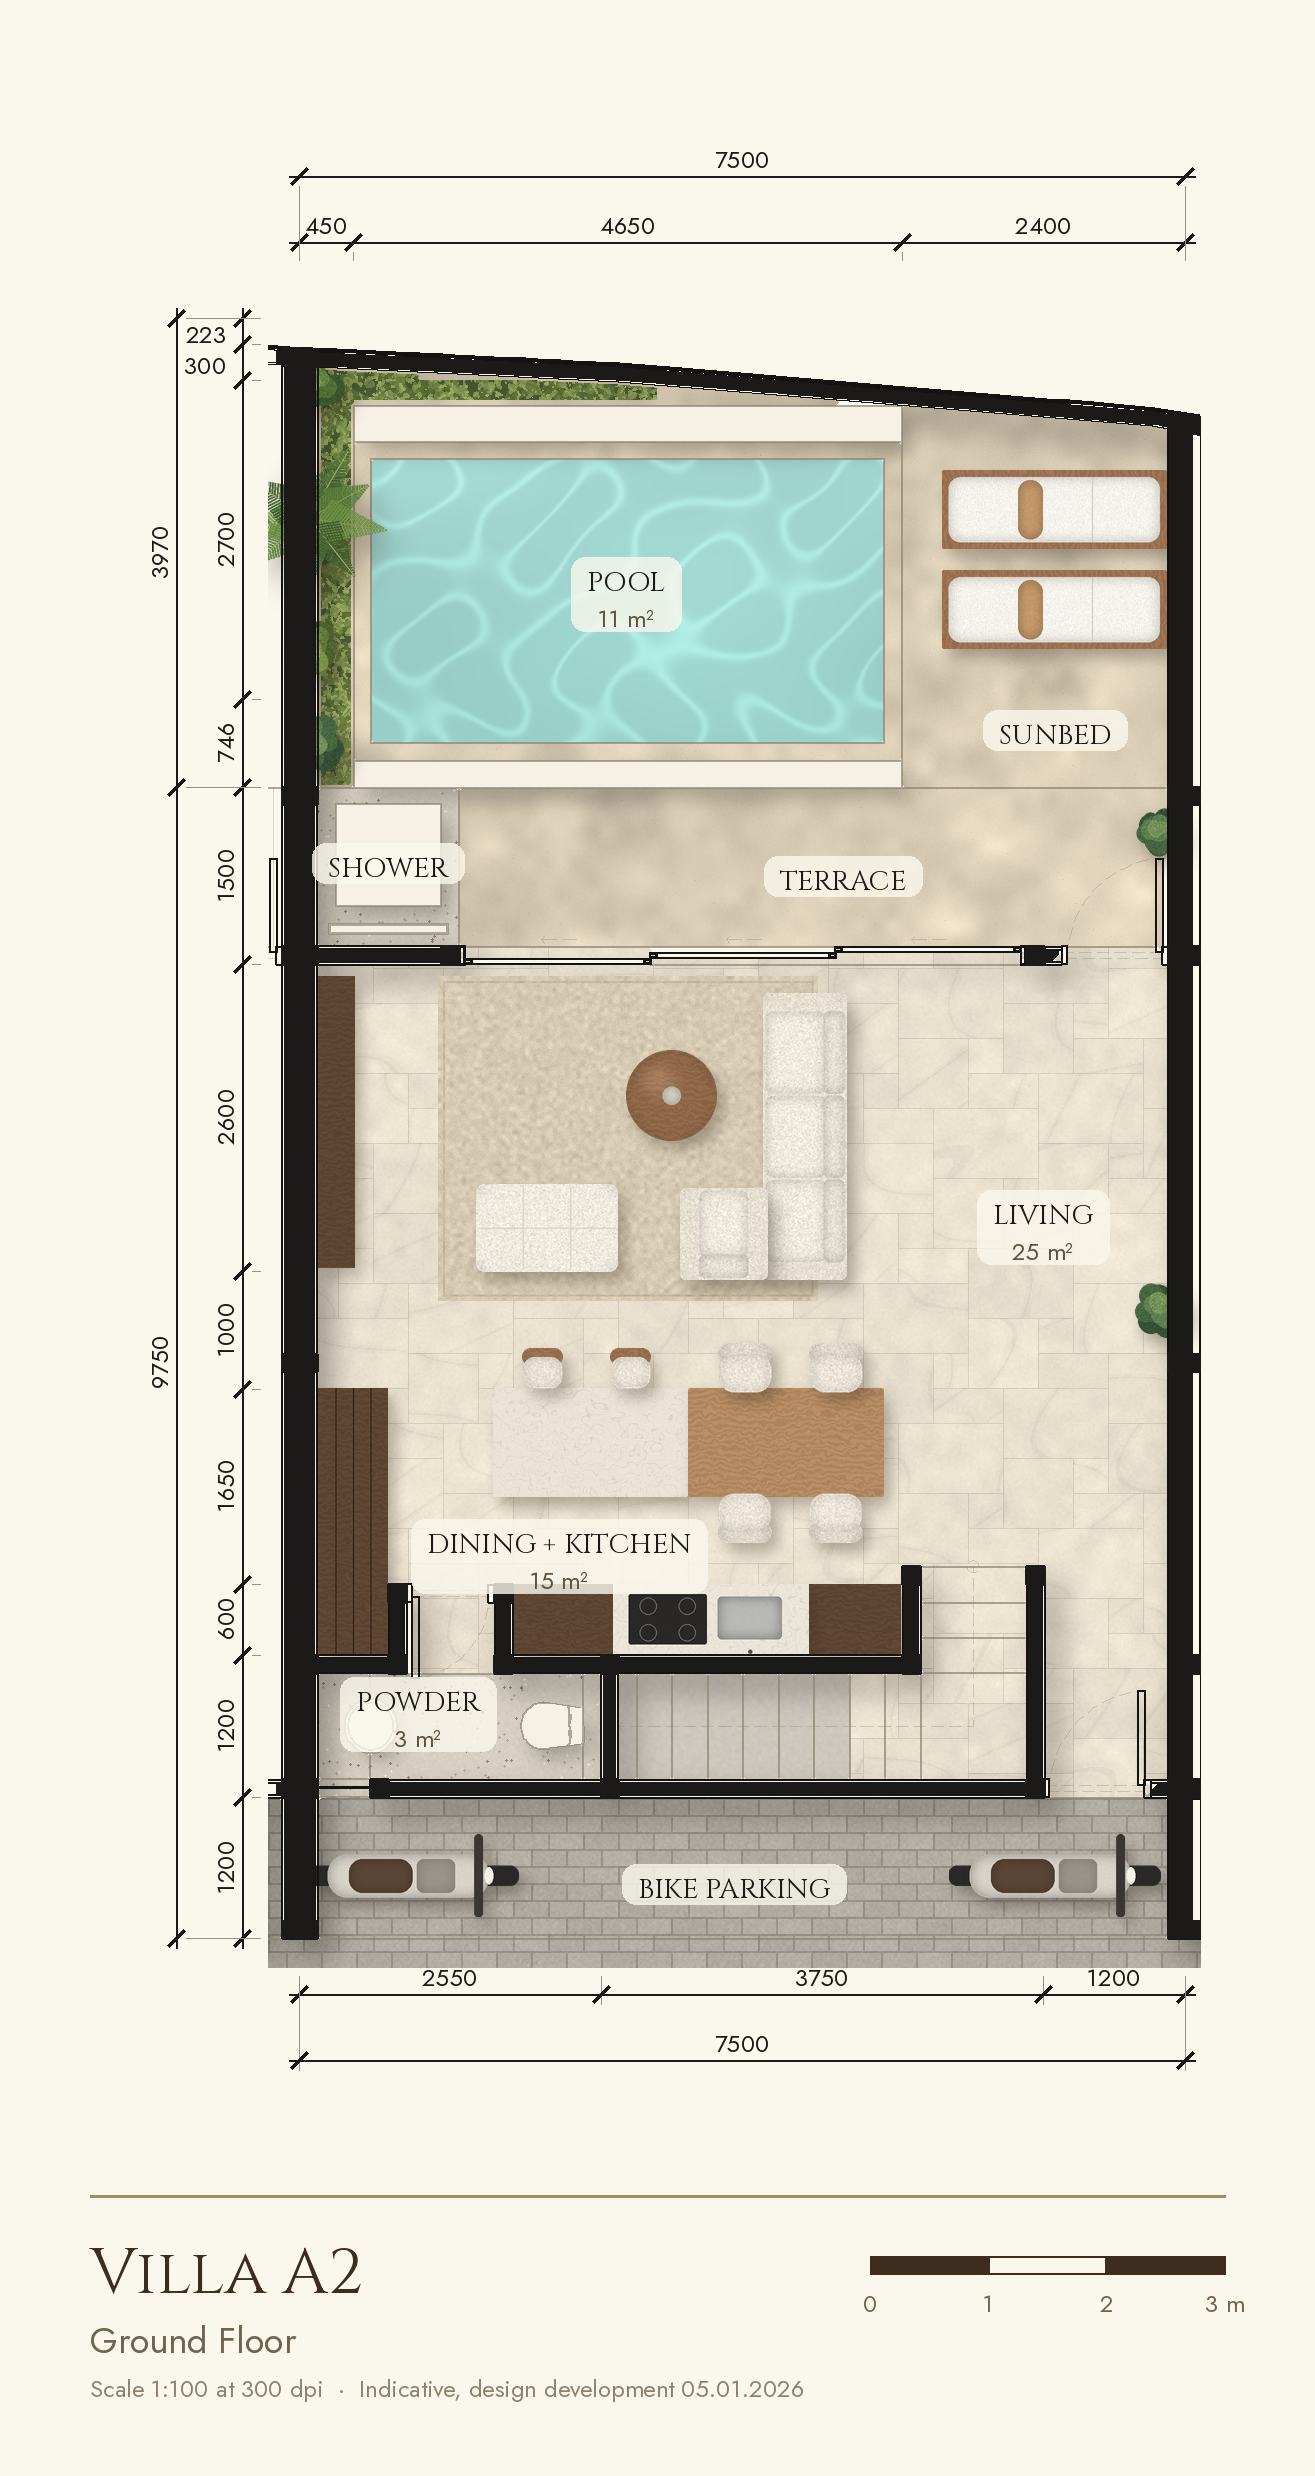 7500
450
4650
2400
223
300
3970
2700
746
POOL
11 m²
SUNBED
1500
SHOWER
TERRACE
2600
LIVING
25 m²
1000
9750
1650
DINING + KITCHEN
15 m²
600
1200
POWDER
3 m²
1200
BIKE PARKING
2550
3750
1200
7500
VILLA A2
0
1
2
3 m
Ground Floor
Scale 1:100 at 300 dpi · Indicative, design development 05.01.2026